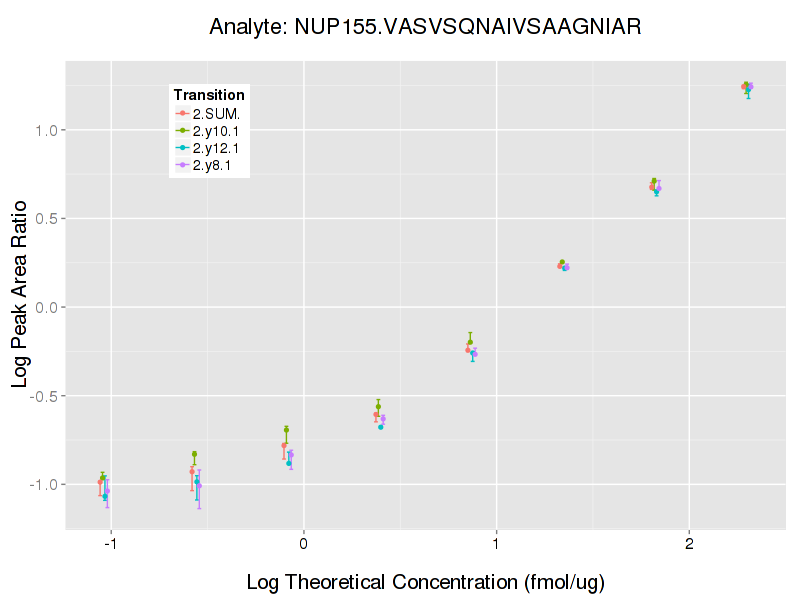 Analyte: NUP155.VASVSQNAIVSAAGNIAR
Transition
2.SUM.
2.y10.1
2.y12.1
2.y8.1
Log Peak Area Ratio
1.0
0.5
0.0
-0.5
-1.0
-1 0 1 2
Log Theoretical Concentration (fmol/ug)